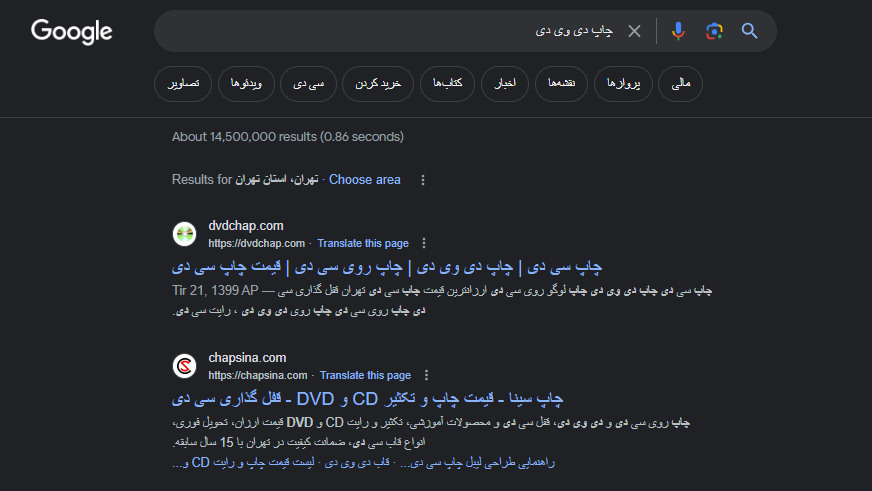 Google
چاپ دی وی دی
تصاویر ویدئوها سی دی خرید کردن کتاب‌ها اخبار نقشه‌ها پروازها مالی
About 14,500,000 results (0.86 seconds)
Results for تهران، استان تهران · Choose area
dvdchap.com
https://dvdchap.com · Translate this page
چاپ سی دی | چاپ دی وی دی | چاپ روی سی دی | قیمت چاپ سی دی
Tir 21, 1399 AP — چاپ سی دی چاپ دی وی دی چاپ لوگو روی سی دی ارزانترین قیمت چاپ سی دی تهران قفل گذاری سی
دی چاپ روی سی دی چاپ روی دی وی دی ، رایت سی دی.
chapsina.com
https://chapsina.com · Translate this page
چاپ سینا - قیمت چاپ و تکثیر CD و DVD - قفل گذاری سی دی
چاپ روی سی دی و دی وی دی، قفل سی دی و محصولات آموزشی، تکثیر و رایت CD و DVD قیمت ارزان، تحویل فوری،
انواع قاب سی دی، ضمانت کیفیت در تهران با 15 سال سابقه.
راهنمایی طراحی لیبل چاپ سی دی... · قاب دی وی دی · لیست قیمت چاپ و رایت CD و...